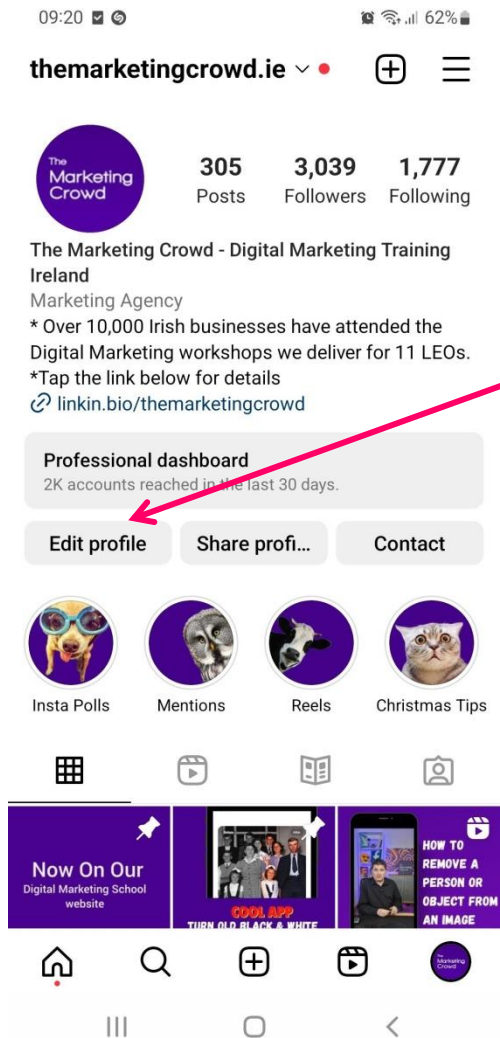 09:20
62%
themarketingcrowd.ie
The
Marketing
Crowd
305
3,039
1,777
Posts
Followers
Following
The Marketing Crowd - Digital Marketing Training
Ireland
Marketing Agency
* Over 10,000 Irish businesses have attended the
Digital Marketing workshops we deliver for 11 LEOs.
*Tap the link below for details
linkin.bio/themarketingcrowd
Professional dashboard
2K accounts reached in the last 30 days.
Edit profile
Share profi...
Contact
Insta Polls
Mentions
Reels
Christmas Tips
Now On Our
Digital Marketing School
website
COOL APP
TURN OLD BLACK & WHITE
HOW TO
REMOVE A
PERSON OR
OBJECT FROM
AN IMAGE
The
Marketing
Crowd